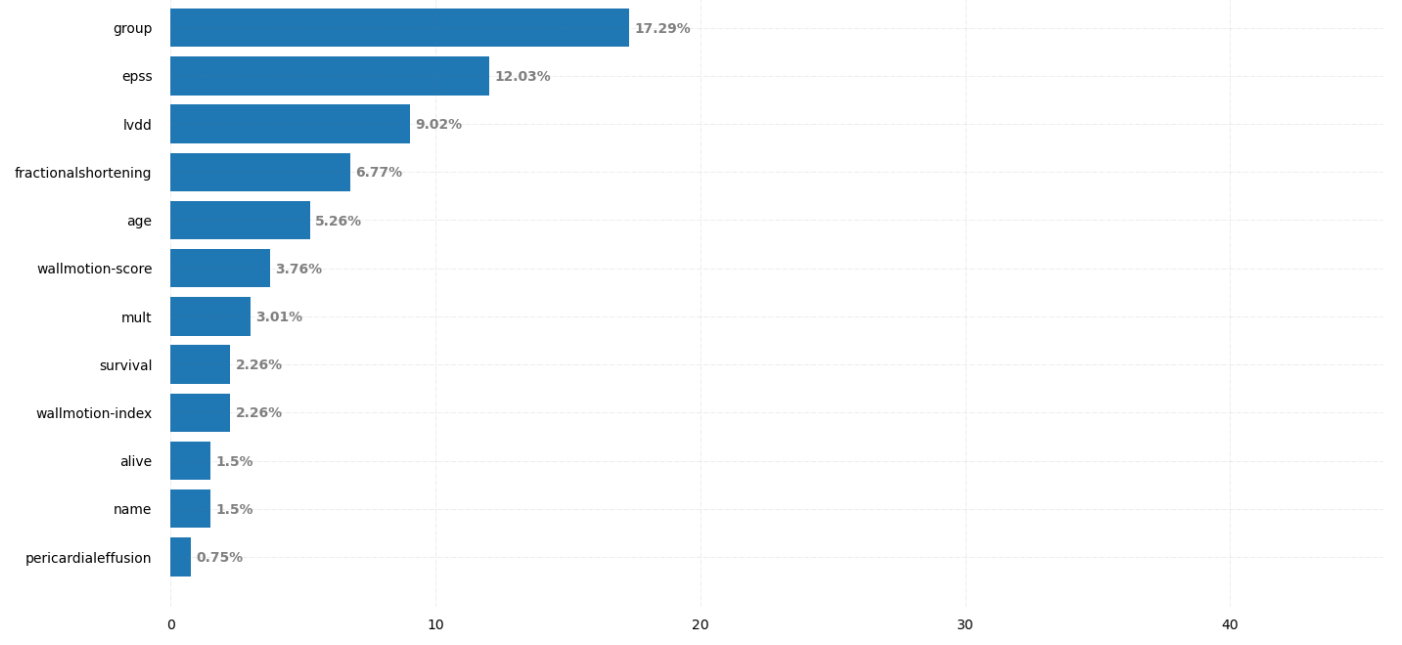 group 17.29%
epss 12.03%
lvdd 9.02%
fractionalshortening 6.77%
age 5.26%
wallmotion-score 3.76%
mult 3.01%
survival 2.26%
wallmotion-index 2.26%
alive 1.5%
name 1.5%
pericardialeffusion 0.75%
0 10 20 30 40